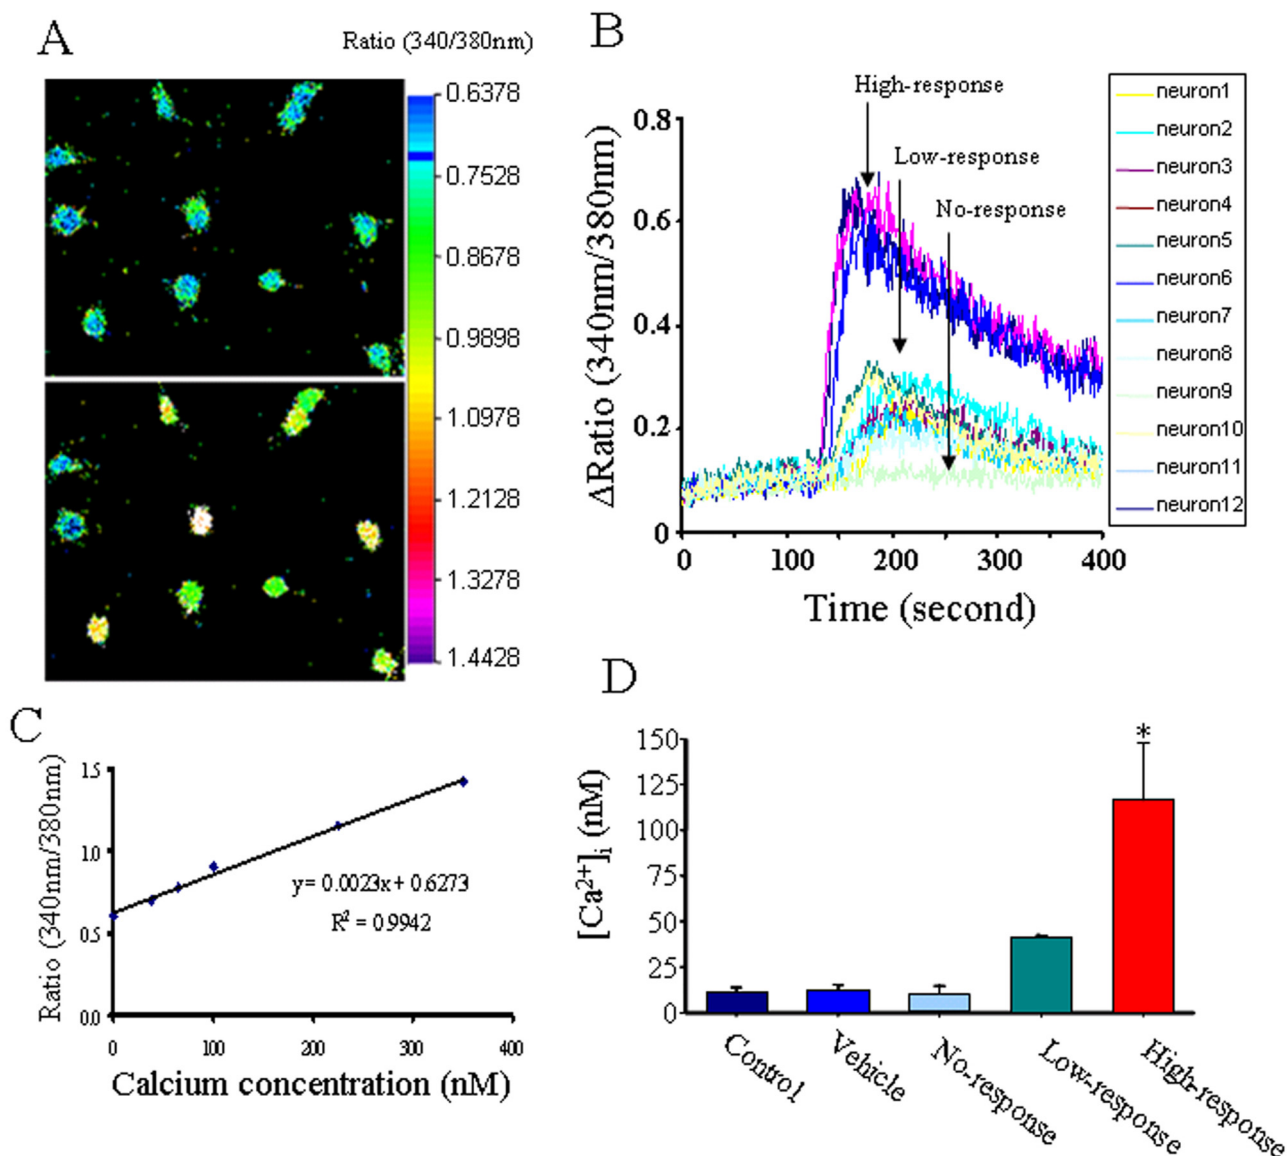 A
Ratio (340/380nm)
0.6378
0.7528
0.8678
0.9898
1.0978
1.2128
1.3278
1.4428
B
High-response
Low-response
No-response
ΔRatio (340nm/380nm)
0.8
0.6
0.4
0.2
0
0
100
200
300
400
Time (second)
neuron1
neuron2
neuron3
neuron4
neuron5
neuron6
neuron7
neuron8
neuron9
neuron10
neuron11
neuron12
C
Ratio (340nm/380nm)
1.5
1.0
0.5
0.0
y= 0.0023x+ 0.6273
R² = 0.9942
0
100
200
300
400
Calcium concentration (nM)
D
[Ca²⁺]ᵢ (nM)
150
125
100
75
50
25
0
*
Control
Vehicle
No-response
Low-response
High-response